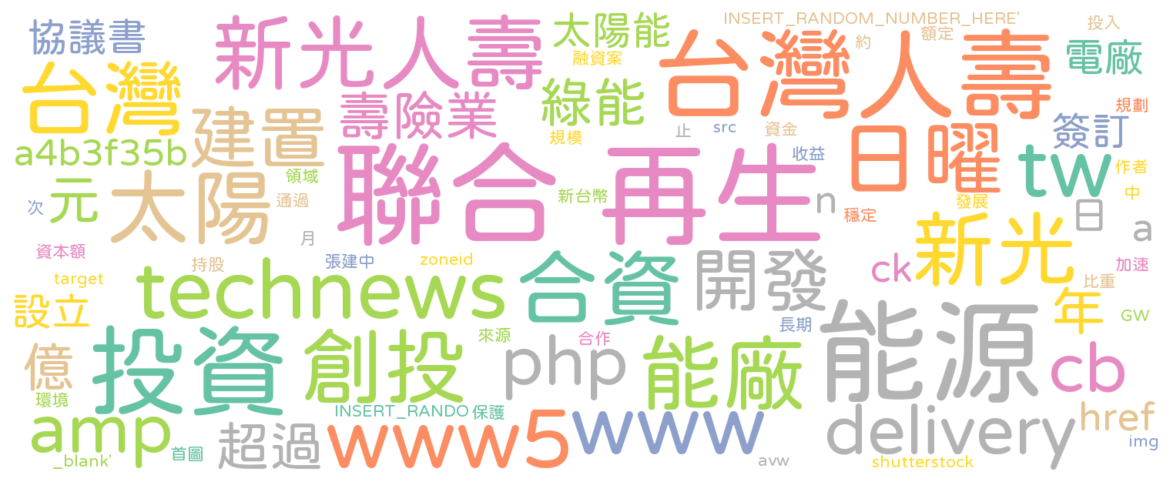 INSERT_RANDOM_NUMBER_HERE'
投入
協議書
新光人壽
太陽能
約
額定
台灣人壽
電廠
融資案
台灣
壽險業
綠能
規劃
建置
規模
止
src
資金
簽訂
a4b3f35b
聯合
再生
收益
日曜
tw
作者
領域
太陽
元
次
通過
新台幣
n
穩定
發展
中
日
a
月
資本額
target
持股
張建中
zoneid
新光
ck
加速
比重
technews
合資
開發
年
GW
設立
長期
投資
創投
來源
合作
php
能廠
能源
cb
億
環境
INSERT_RANDO
保護
amp
_blank'
首圖
超過
www5
www
avw
delivery
href
img
shutterstock